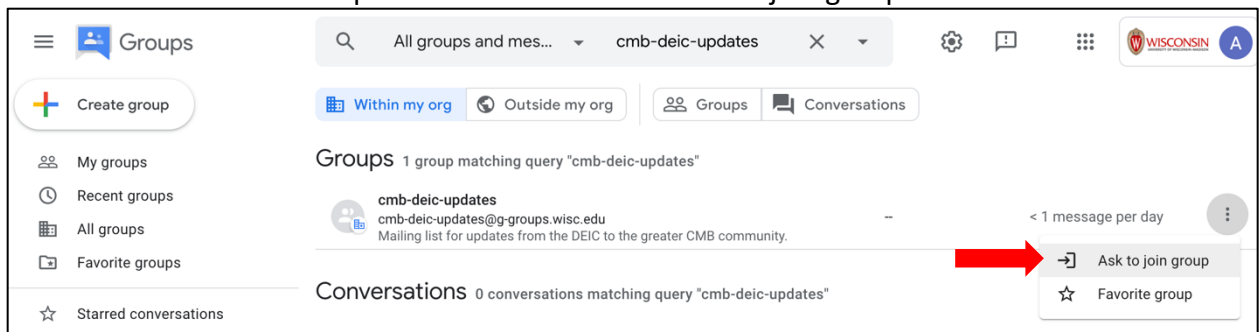 Groups
All groups and mes...
cmb-deic-updates
WISCONSIN
A
Create group
Within my org
Outside my org
Groups
Conversations
My groups
Groups 1 group matching query "cmb-deic-updates"
Recent groups
cmb-deic-updates
cmb-deic-updates@g-groups.wisc.edu
--
< 1 message per day
All groups
Mailing list for updates from the DEIC to the greater CMB community.
Ask to join group
Favorite groups
Conversations 0 conversations matching query "cmb-deic-updates"
Favorite group
Starred conversations